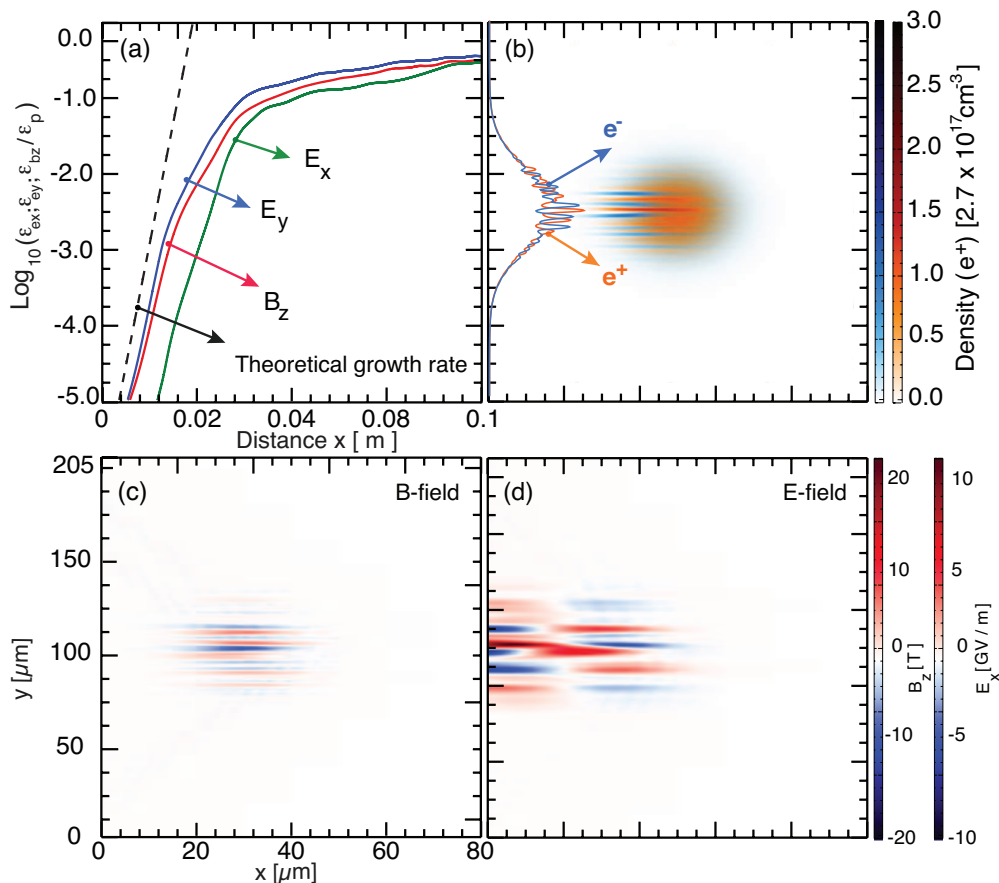 (a)
0.0
-1.0
-2.0
-3.0
-4.0
-5.0
Log10(εex; εey; εbz/εp)
Ex
Ey
Bz
Theoretical growth rate
0 0.02 0.04 0.06 0.08 0.1
Distance x [ m ]
(b)
e-
e+
3.0
2.5
2.0
1.5
1.0
0.5
0.0
Density (e+) [2.7 x 10^17cm^-3]
(c) B-field
205
150
100
50
0
y [µm]
0 20 40 60 80
x [µm]
(d) E-field
20
10
0
-10
-20
Bz [T]
10
5
0
-5
-10
Ex[GV / m]